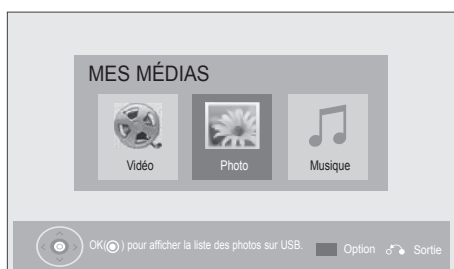 MES MÉDIAS
Vidéo Photo Musique
OK(◉) pour afficher la liste des photos sur USB. Option Sortie